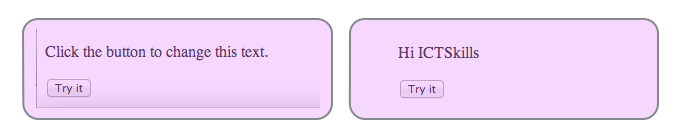 Click the button to change this text.
Try it
Hi ICTSkills
Try it